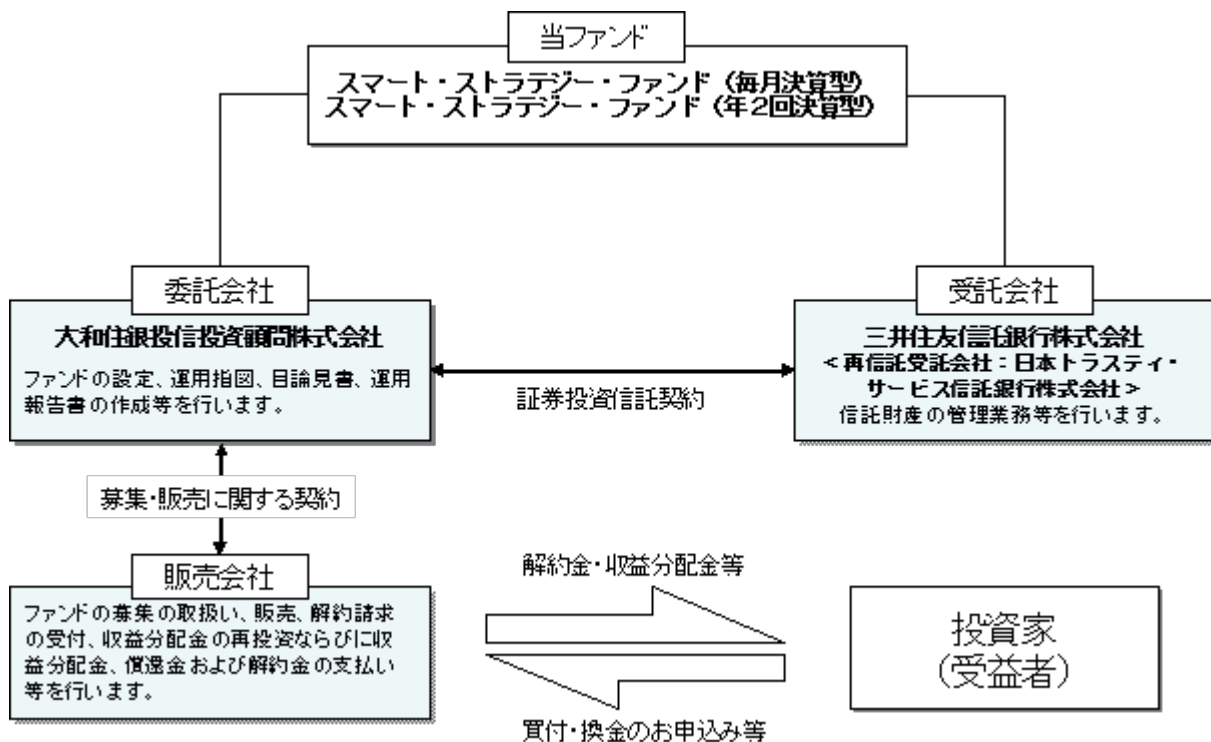 当ファンド
スマート・ストラテジー・ファンド（毎月決算型）
スマート・ストラテジー・ファンド（年2回決算型）
委託会社
大和住銀投信投資顧問株式会社
ファンドの設定、運用指図、目論見書、運用
報告書の作成等を行います。
証券投資信託契約
受託会社
三井住友信託銀行株式会社
＜再信託受託会社：日本トラスティ・
サービス信託銀行株式会社＞
信託財産の管理業務等を行います。
募集・販売に関する契約
販売会社
ファンドの募集の取扱い、販売、解約請求
の受付、収益分配金の再投資ならびに収
益分配金、償還金および解約金の支払い
等を行います。
解約金・収益分配金等
買付・換金のお申込み等
投資家
（受益者）